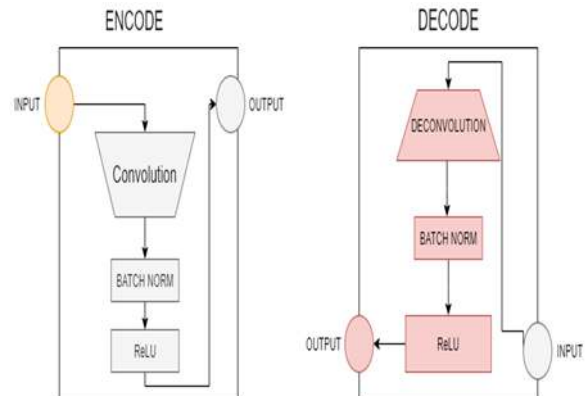 ENCODE
INPUT
OUTPUT
Convolution
BATCH NORM
ReLU
DECODE
DECONVOLUTION
BATCH NORM
ReLU
OUTPUT
INPUT